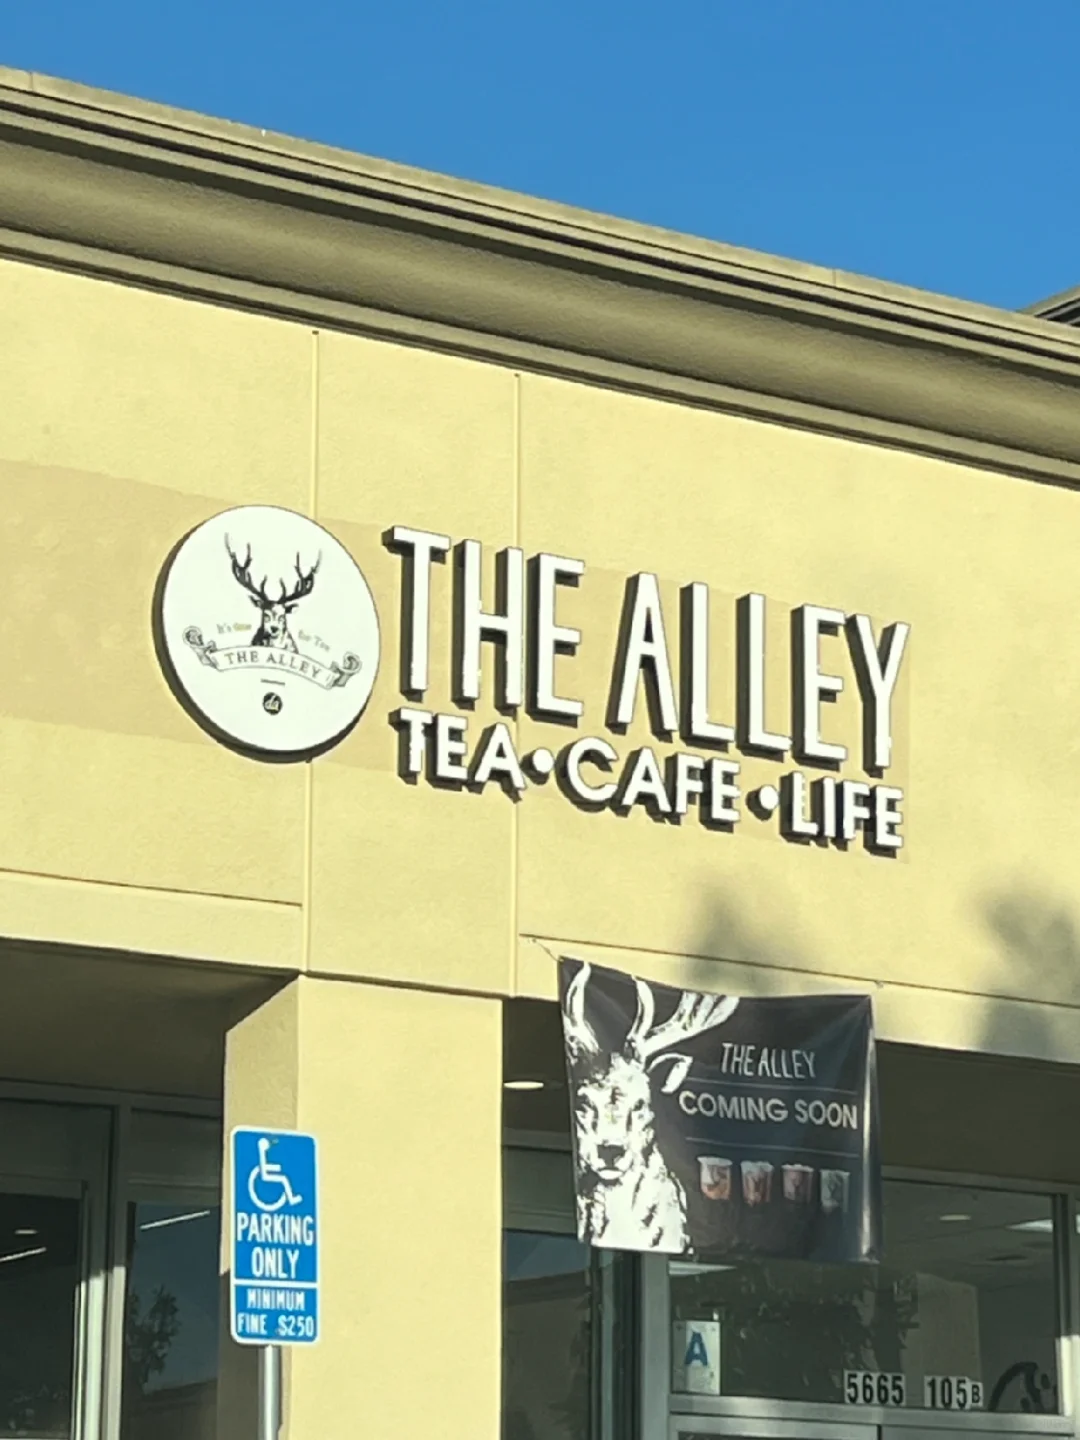 THE ALLEY
TEA•CAFE•LIFE
It's time for Tea
THE ALLEY
THE ALLEY
COMING SOON
PARKING
ONLY
MINIMUM
FINE $250
A
5665 105B